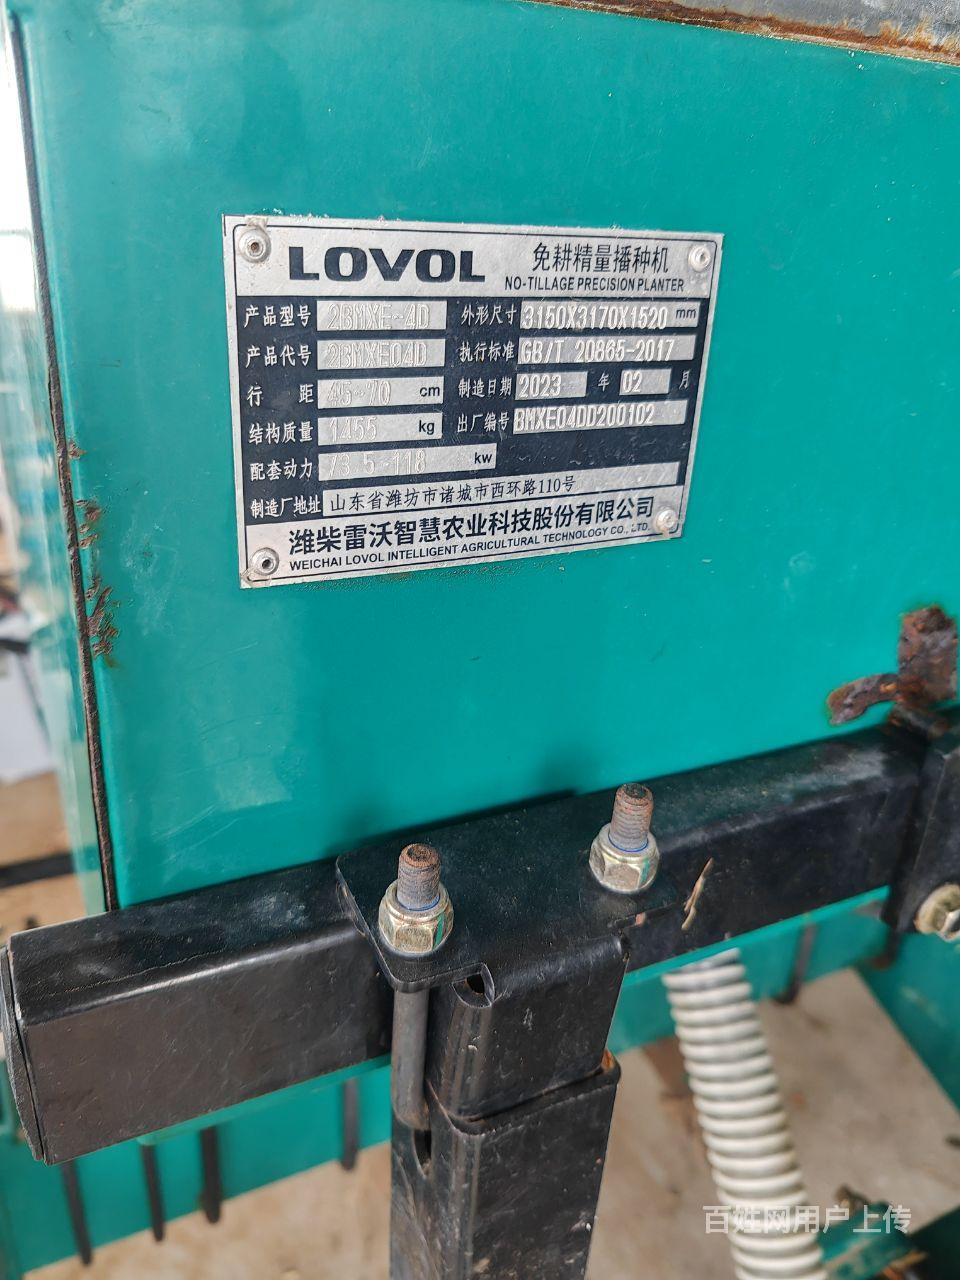 LOVOL 免耕精量播种机
NO-TILLAGE PRECISION PLANTER
产品型号 2BMXE-4D 外形尺寸 3150X3170X1520 mm
产品代号 2BMXE04D 执行标准 GB/T 20865-2017
行距 45-70 cm 制造日期 2023 年 02 月
结构质量 1455 kg 出厂编号 BMXE04DD200102
配套动力 73.5-118 kw
制造厂地址 山东省潍坊市诸城市西环路110号
潍柴雷沃智慧农业科技股份有限公司
WEICHAI LOVOL INTELLIGENT AGRICULTURAL TECHNOLOGY CO., LTD.
百姓网用户上传